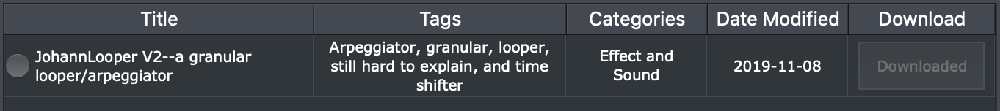 Title Tags Categories Date Modified Download
JohannLooper V2--a granular
looper/arpeggiator
Arpeggiator, granular, looper,
still hard to explain, and time
shifter
Effect and
Sound
2019-11-08
Downloaded